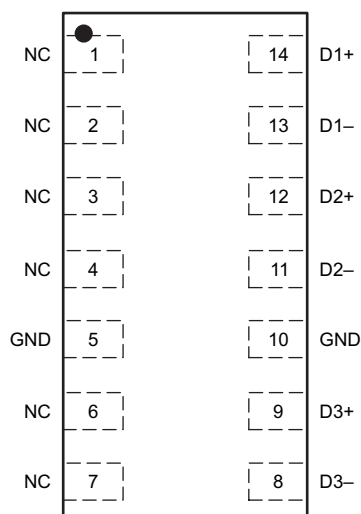 NC 1 14 D1+
NC 2 13 D1–
NC 3 12 D2+
NC 4 11 D2–
GND 5 10 GND
NC 6 9 D3+
NC 7 8 D3–